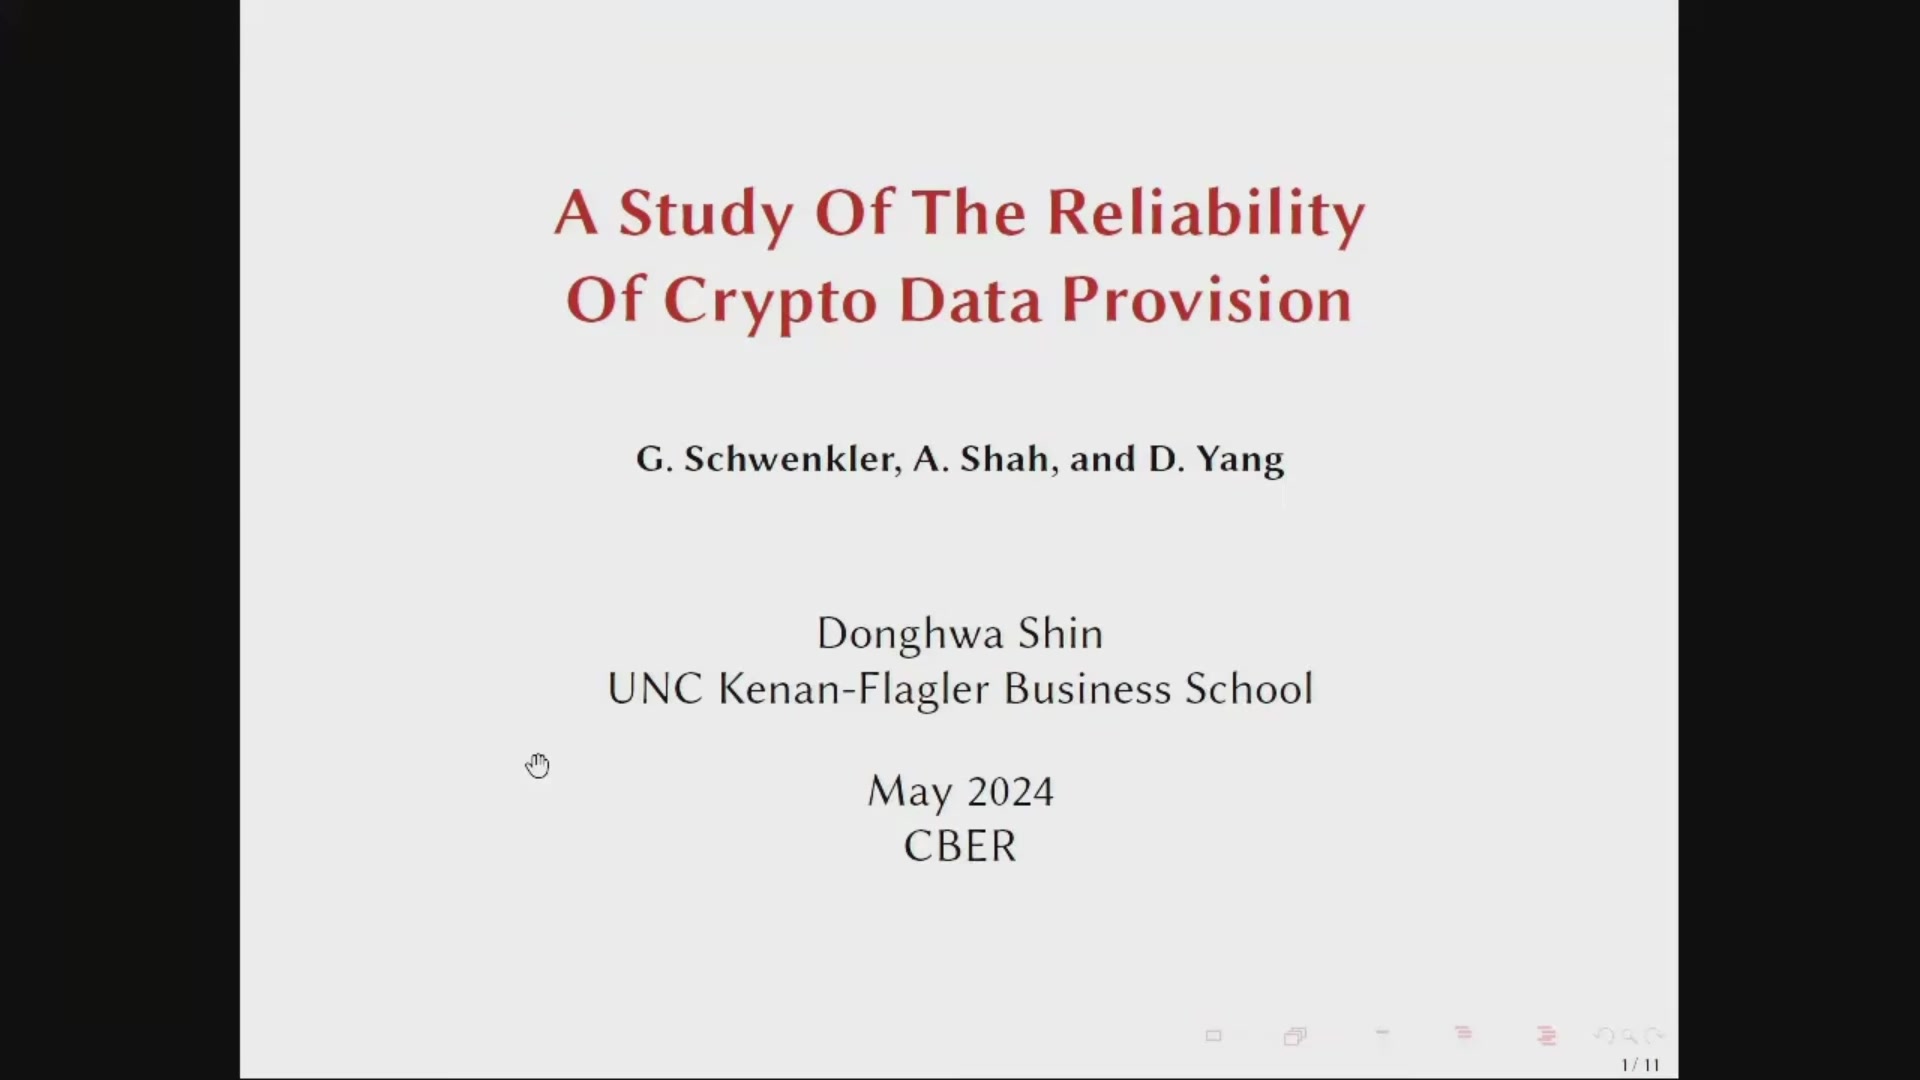 A Study Of The Reliability
Of Crypto Data Provision
G. Schwenkler, A. Shah, and D. Yang
Donghwa Shin
UNC Kenan-Flagler Business School
May 2024
CBER
1 / 11